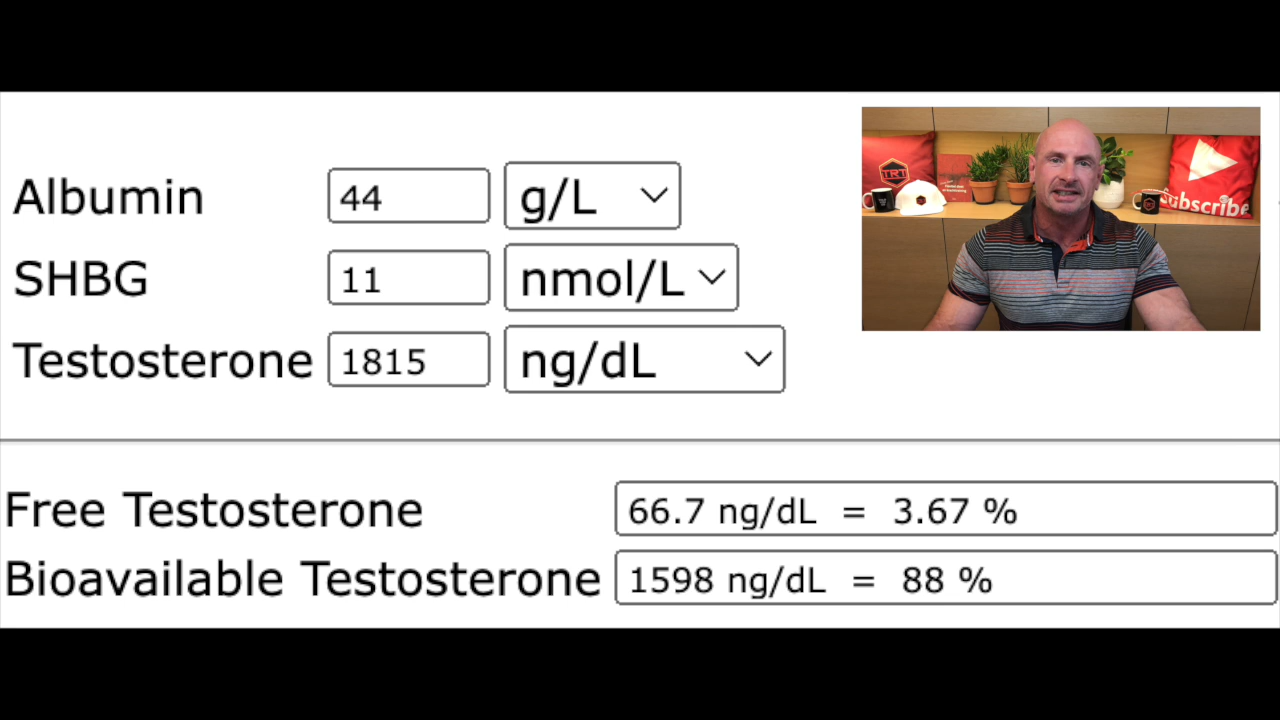 Albumin 44 g/L
SHBG 11 nmol/L
Testosterone 1815 ng/dL
TRT
Subscribe
Free Testosterone 66.7 ng/dL = 3.67 %
Bioavailable Testosterone 1598 ng/dL = 88 %